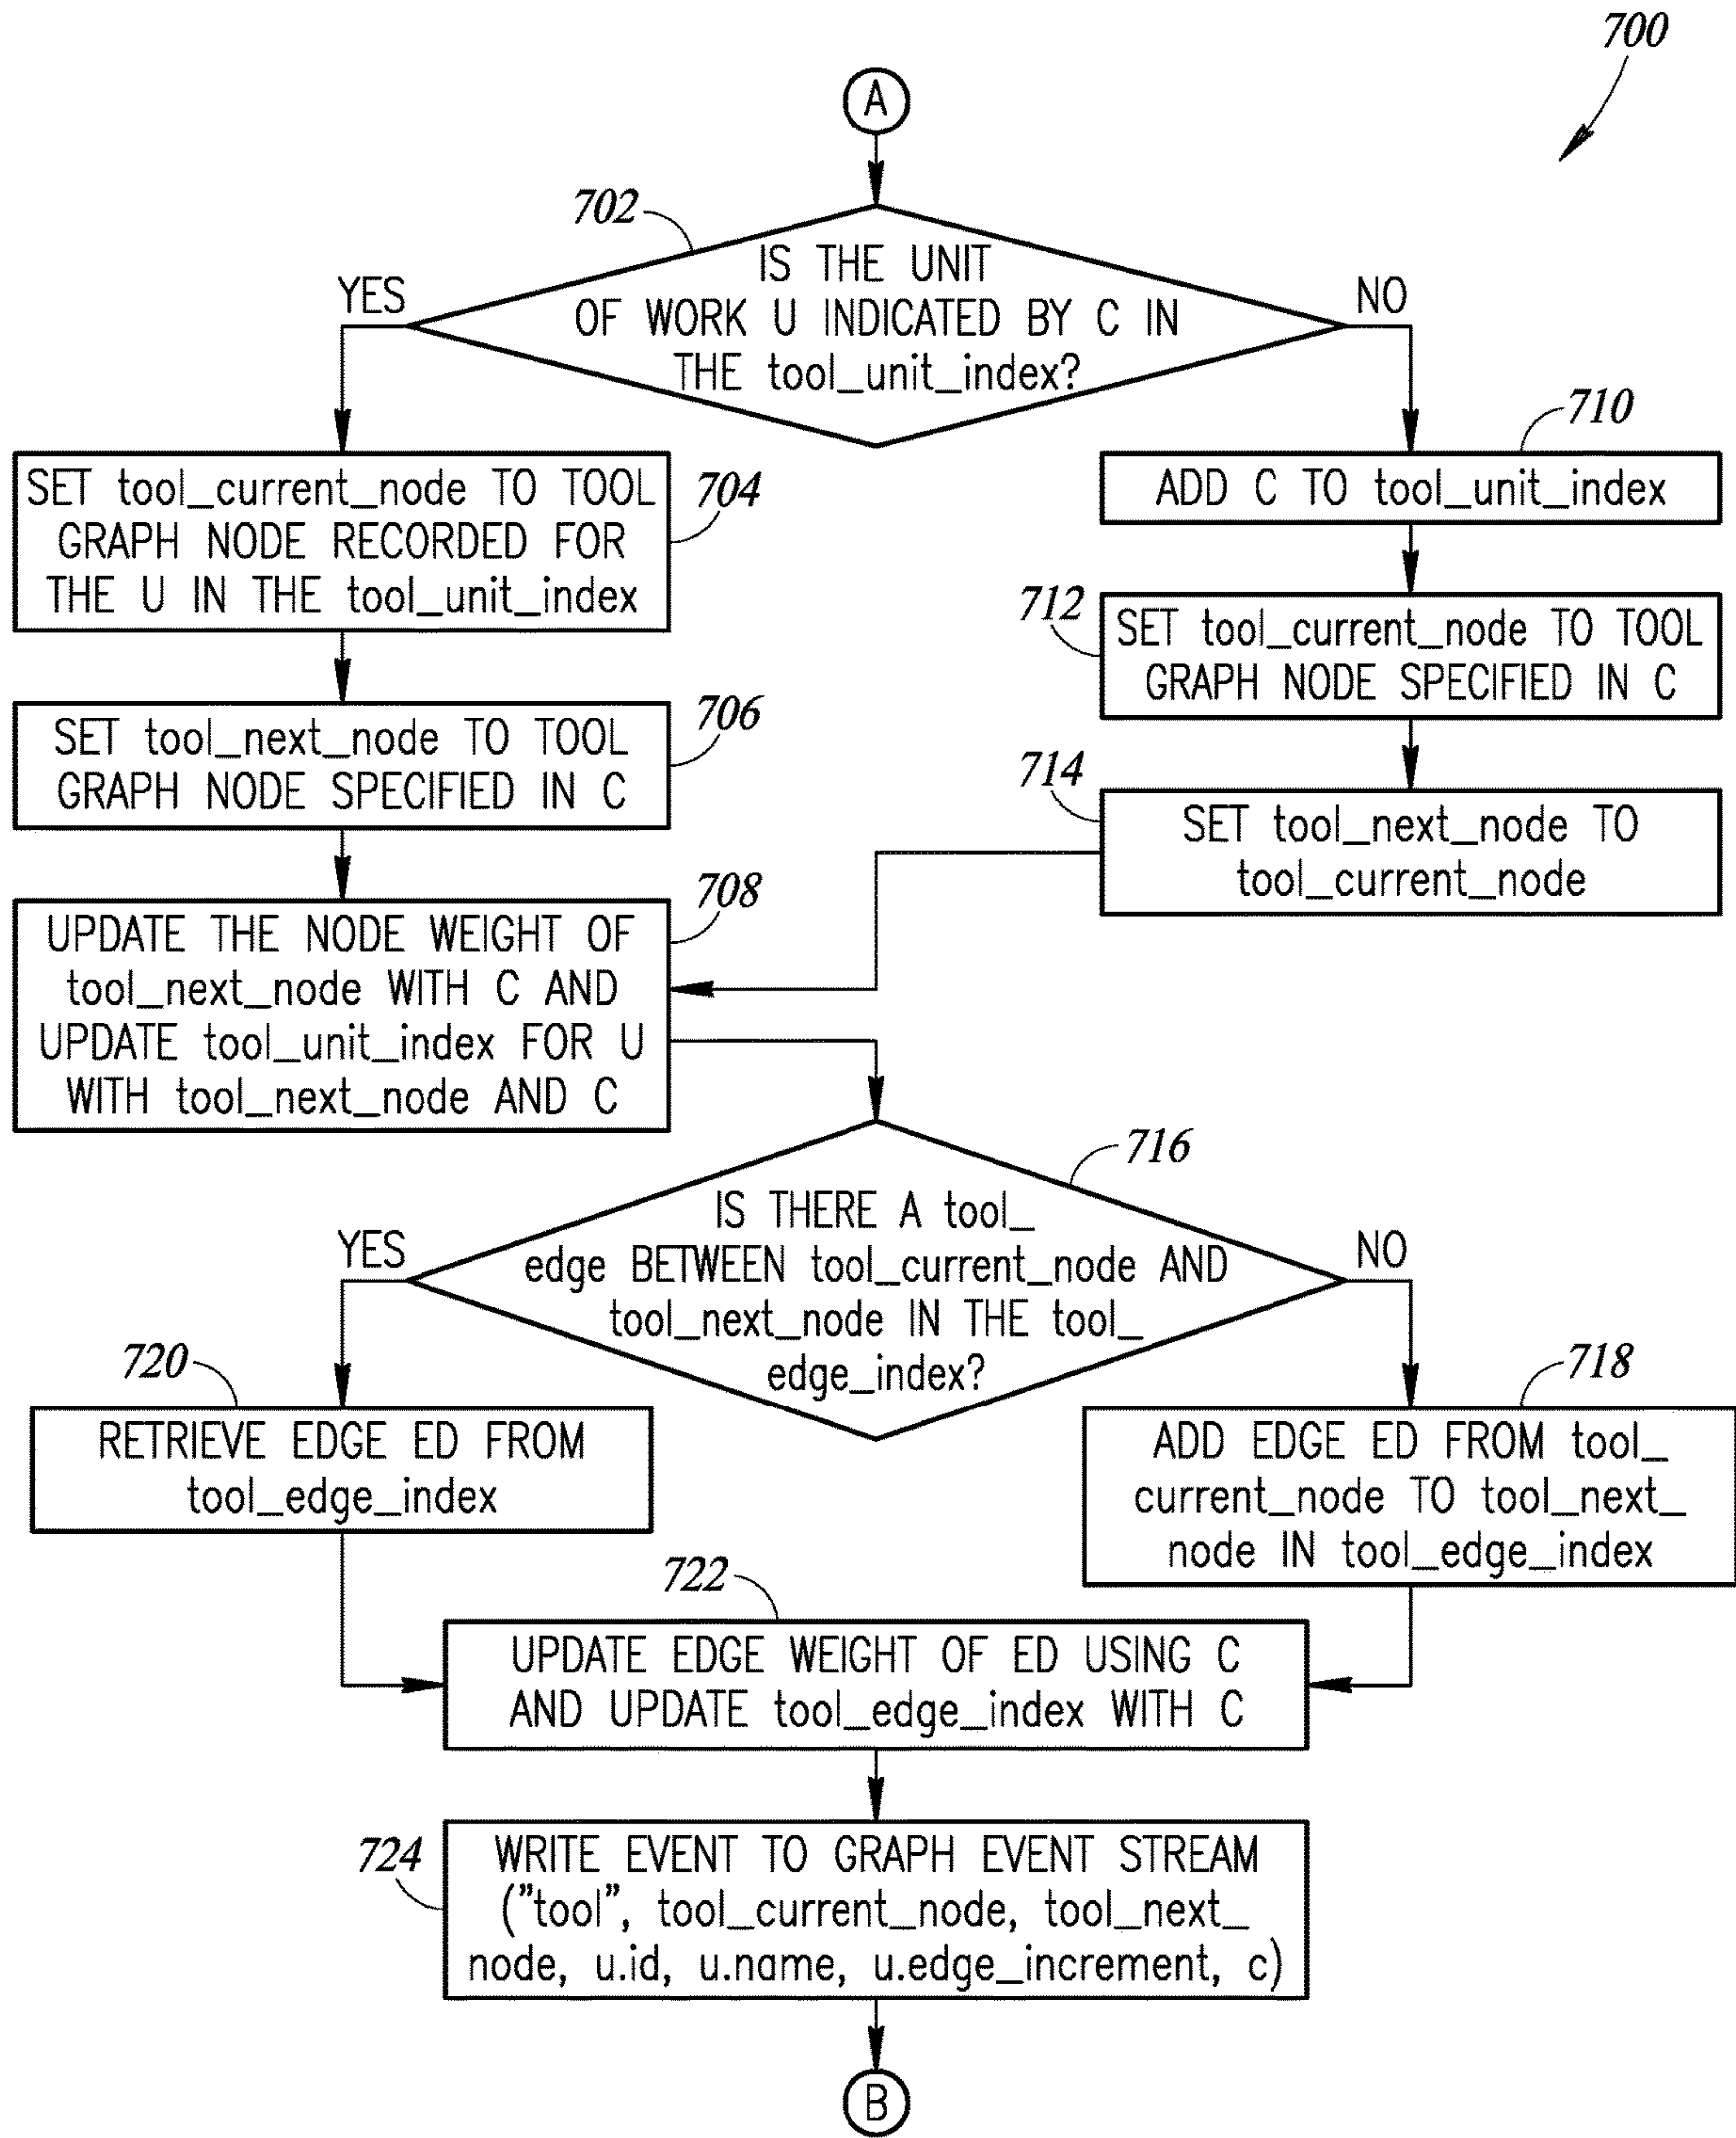 700
A
702
IS THE UNIT
OF WORK U INDICATED BY C IN
THE tool_unit_index?
YES
NO
704
SET tool_current_node TO TOOL
GRAPH NODE RECORDED FOR
THE U IN THE tool_unit_index
710
ADD C TO tool_unit_index
712
SET tool_current_node TO TOOL
GRAPH NODE SPECIFIED IN C
706
SET tool_next_node TO TOOL
GRAPH NODE SPECIFIED IN C
714
SET tool_next_node TO
tool_current_node
708
UPDATE THE NODE WEIGHT OF
tool_next_node WITH C AND
UPDATE tool_unit_index FOR U
WITH tool_next_node AND C
716
IS THERE A tool_
edge BETWEEN tool_current_node AND
tool_next_node IN THE tool_
edge_index?
YES
NO
720
RETRIEVE EDGE ED FROM
tool_edge_index
718
ADD EDGE ED FROM tool_
current_node TO tool_next_
node IN tool_edge_index
722
UPDATE EDGE WEIGHT OF ED USING C
AND UPDATE tool_edge_index WITH C
724
WRITE EVENT TO GRAPH EVENT STREAM
("tool", tool_current_node, tool_next_
node, u.id, u.name, u.edge_increment, c)
B